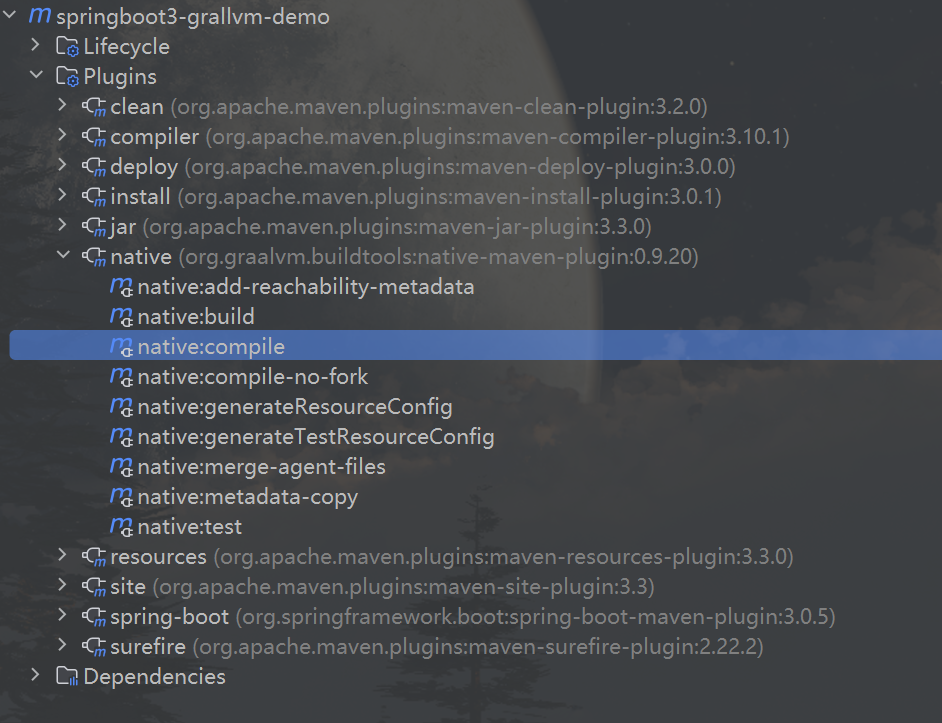 springboot3-grallvm-demo
Lifecycle
Plugins
clean (org.apache.maven.plugins:maven-clean-plugin:3.2.0)
compiler (org.apache.maven.plugins:maven-compiler-plugin:3.10.1)
deploy (org.apache.maven.plugins:maven-deploy-plugin:3.0.0)
install (org.apache.maven.plugins:maven-install-plugin:3.0.1)
jar (org.apache.maven.plugins:maven-jar-plugin:3.3.0)
native (org.graalvm.buildtools:native-maven-plugin:0.9.20)
native:add-reachability-metadata
native:build
native:compile
native:compile-no-fork
native:generateResourceConfig
native:generateTestResourceConfig
native:merge-agent-files
native:metadata-copy
native:test
resources (org.apache.maven.plugins:maven-resources-plugin:3.3.0)
site (org.apache.maven.plugins:maven-site-plugin:3.3)
spring-boot (org.springframework.boot:spring-boot-maven-plugin:3.0.5)
surefire (org.apache.maven.plugins:maven-surefire-plugin:2.22.2)
Dependencies